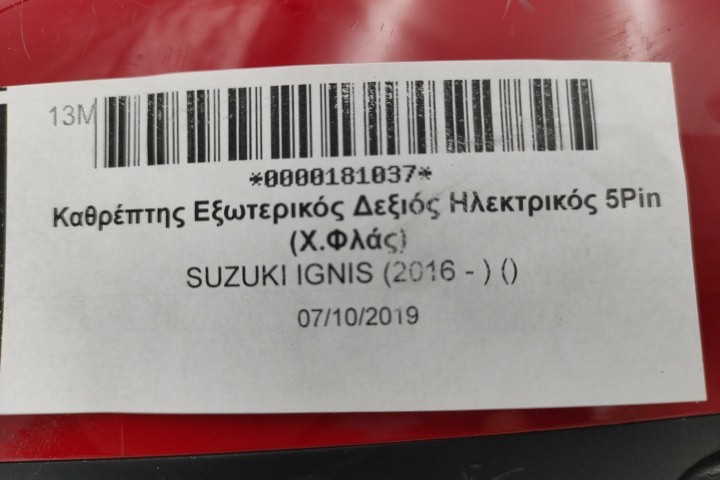 13M
*0000181037*
Καθρέπτης Εξωτερικός Δεξιός Ηλεκτρικός 5Pin
(Χ.Φλάς)
SUZUKI IGNIS (2016 - ) ()
07/10/2019